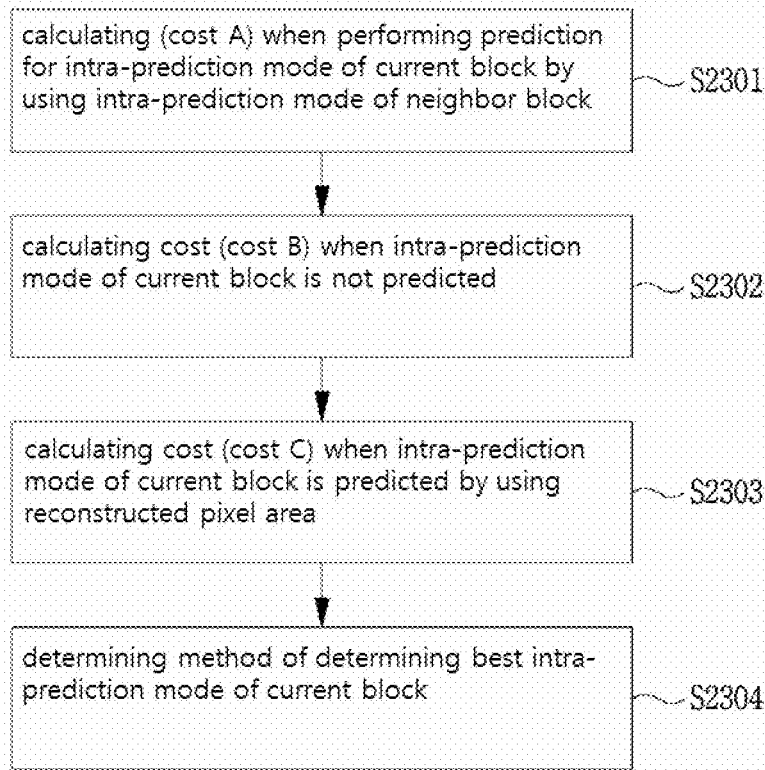 calculating (cost A) when performing prediction
for intra-prediction mode of current block by
using intra-prediction mode of neighbor block
S2301
calculating cost (cost B) when intra-prediction
mode of current block is not predicted
S2302
calculating cost (cost C) when intra-prediction
mode of current block is predicted by using
reconstructed pixel area
S2303
determining method of determining best intra-
prediction mode of current block
S2304